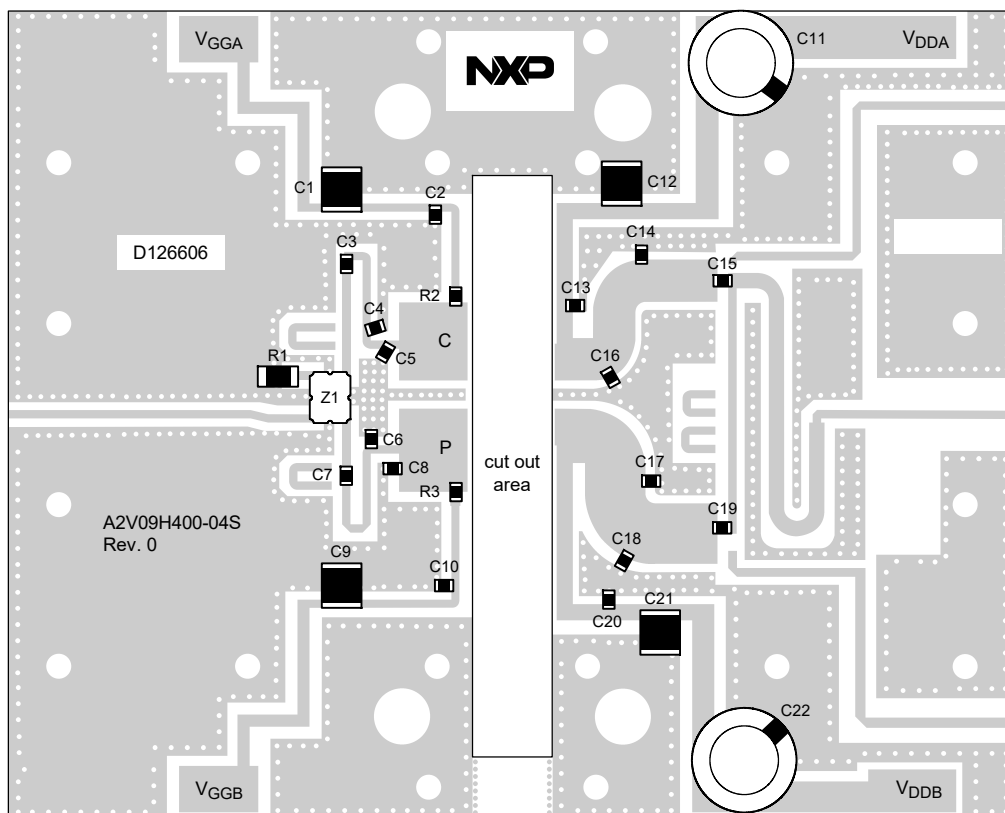 VGGA
NXP
C11
VDDA
C1
C2
C12
D126606
C3
C14
C15
R2
C13
C4
C5
C
R1
C16
Z1
C6
P
C7
C8
R3
cut out
area
C17
A2V09H400-04S
Rev. 0
C19
C9
C10
C18
C20
C21
C22
VGGB
VDDB